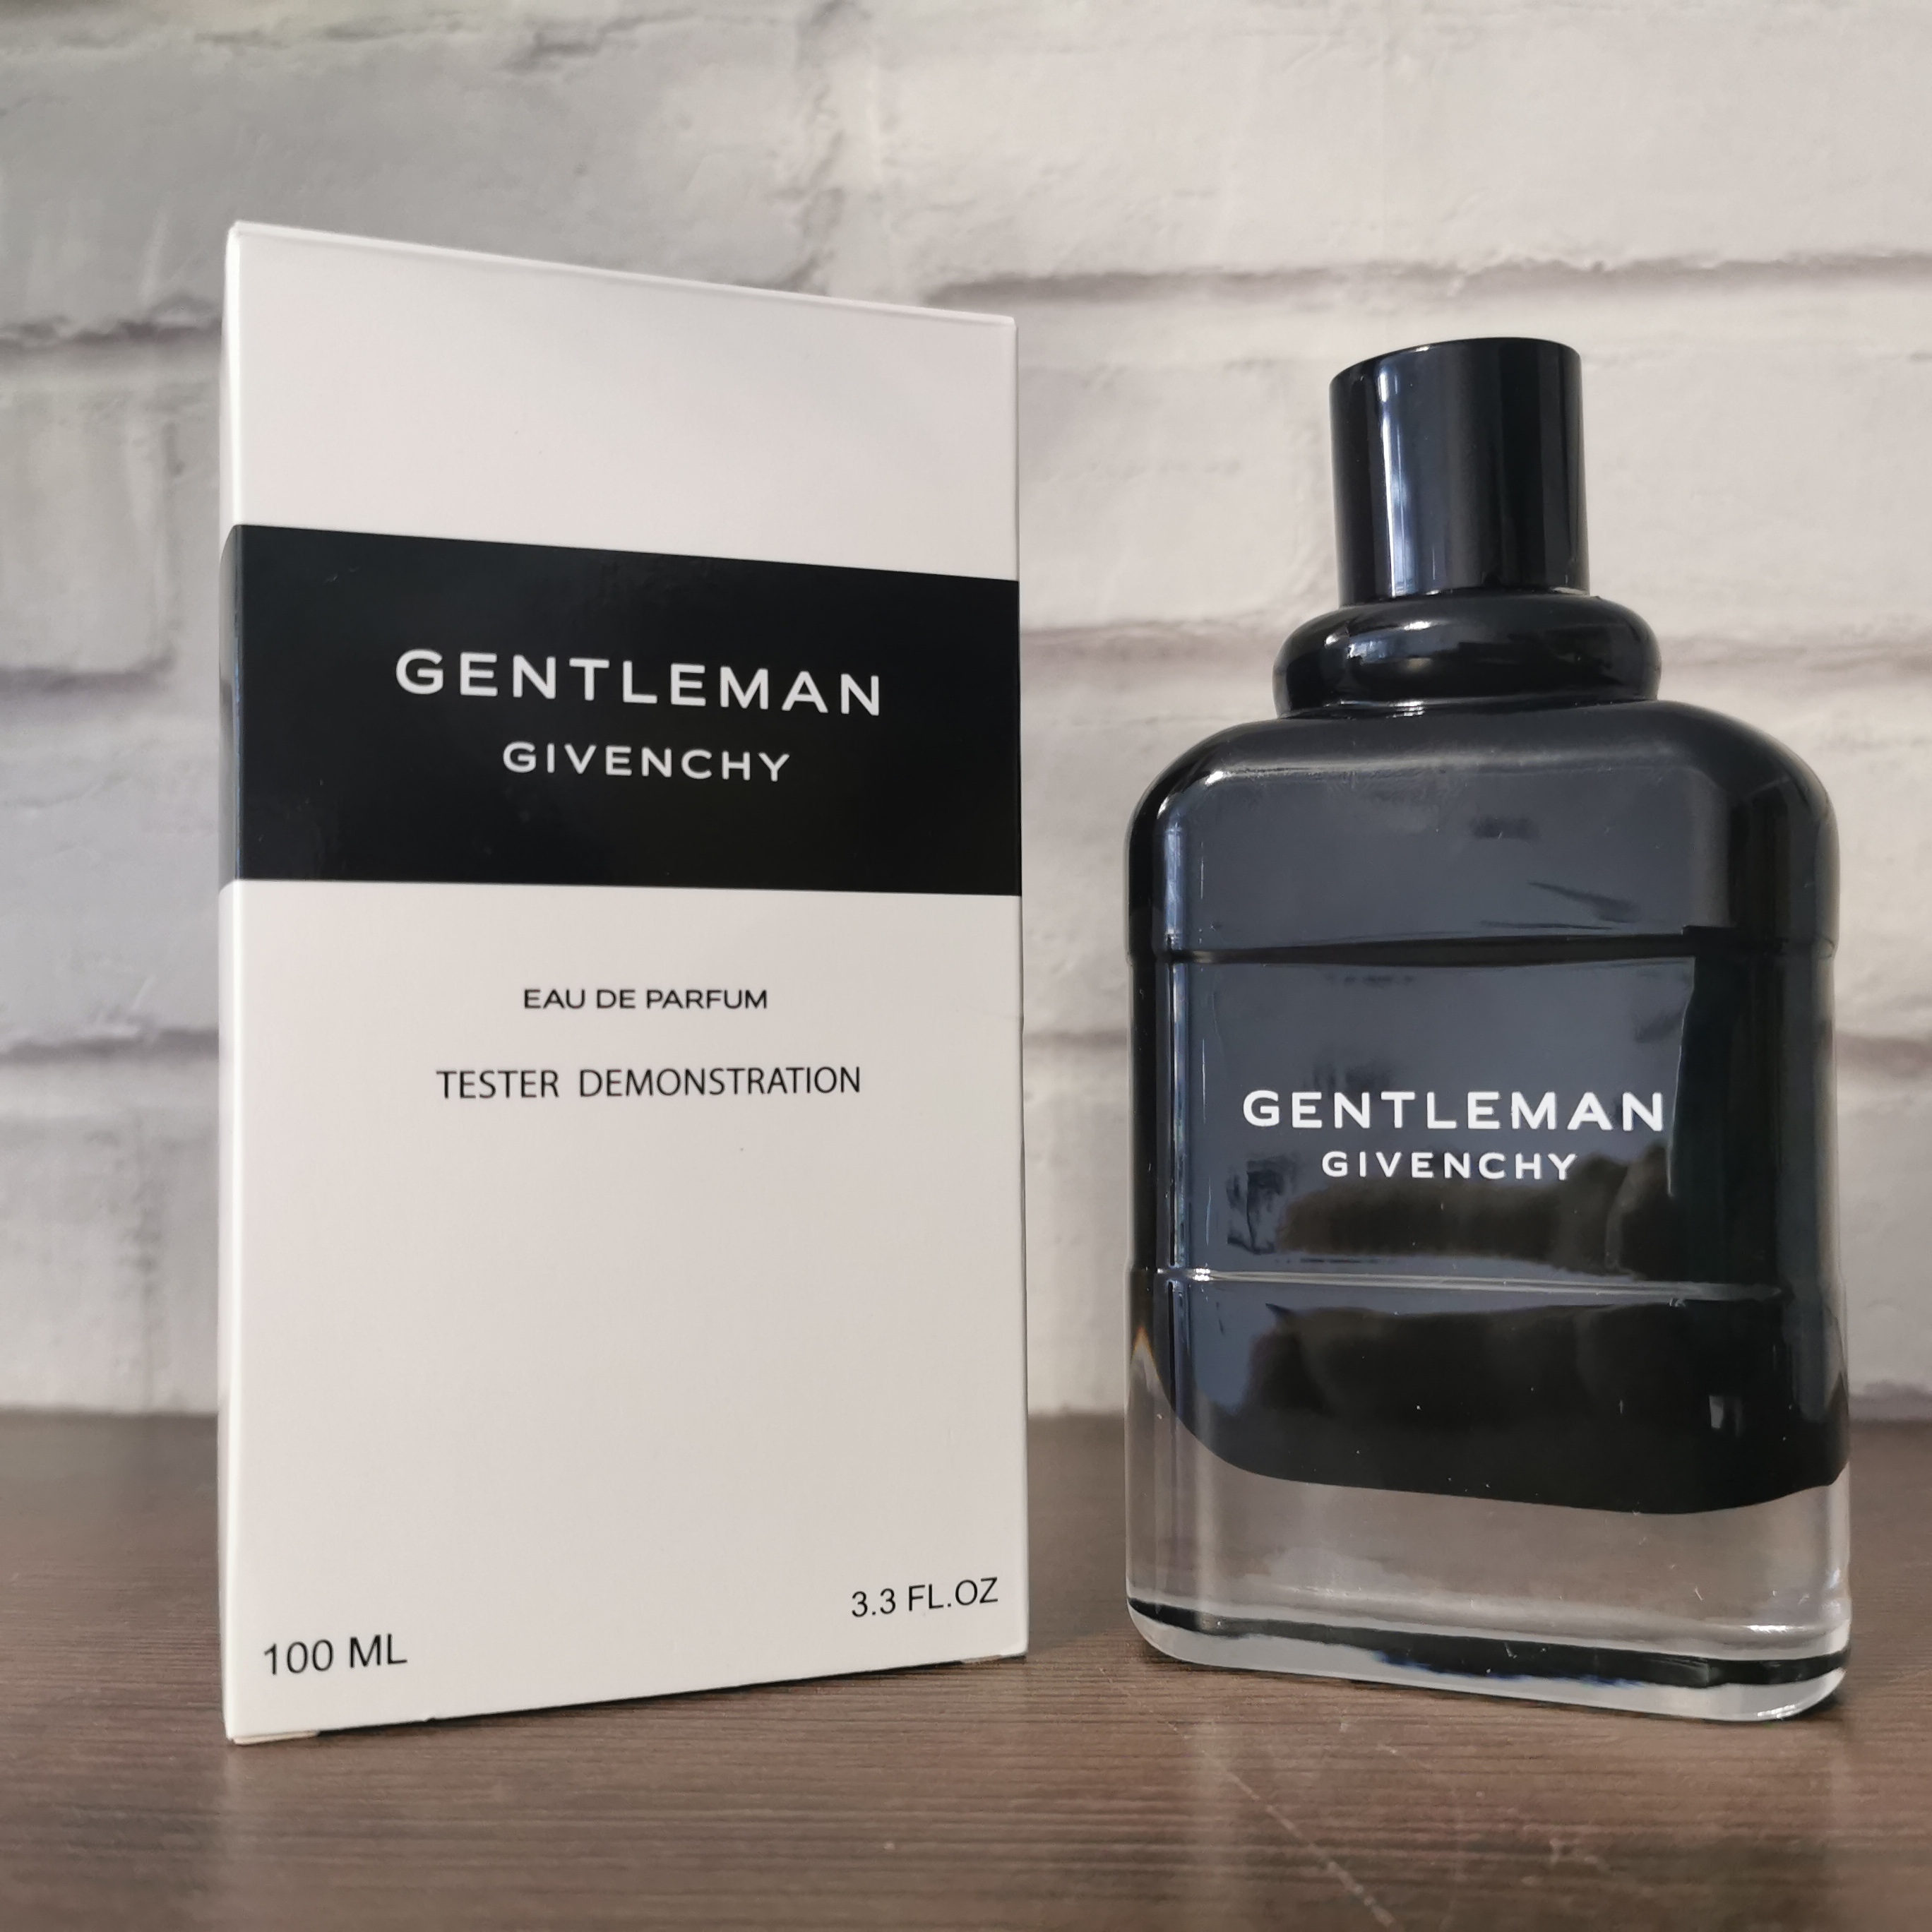 GENTLEMAN
GIVENCHY
EAU DE PARFUM
TESTER DEMONSTRATION
100 ML
3.3 FL.OZ
GENTLEMAN
GIVENCHY